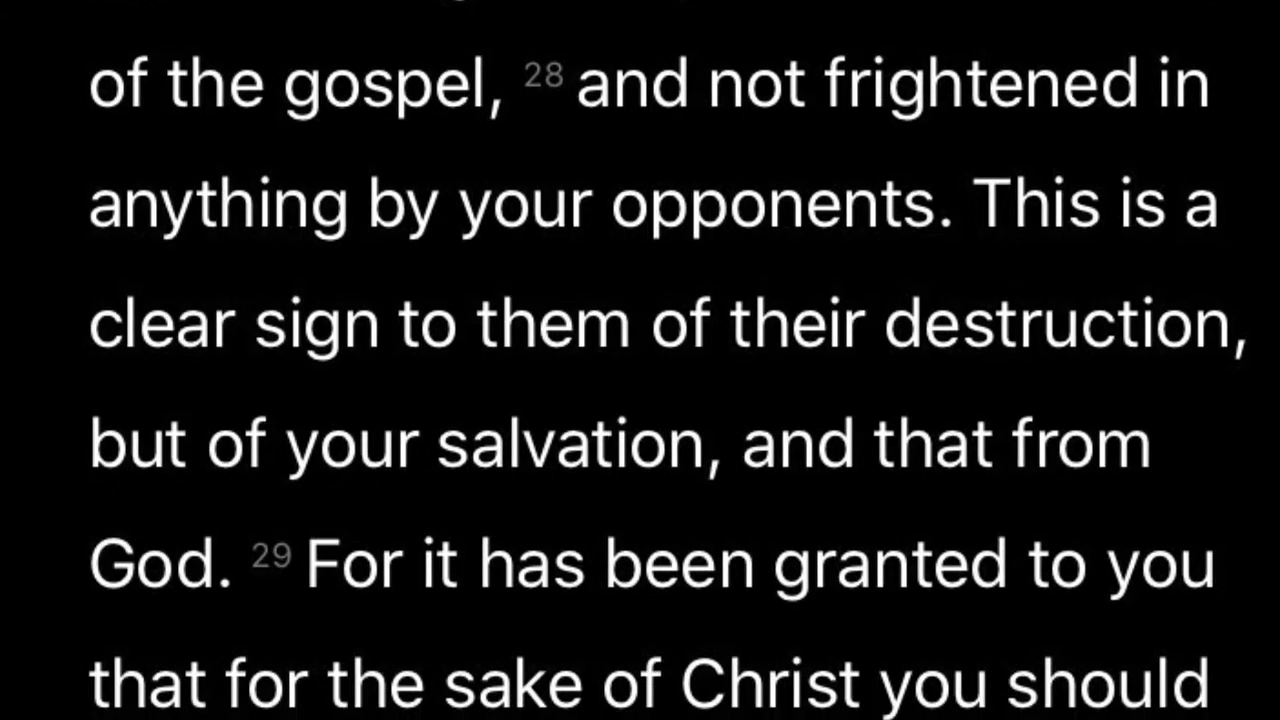 of the gospel, 28 and not frightened in
anything by your opponents. This is a
clear sign to them of their destruction,
but of your salvation, and that from
God. 29 For it has been granted to you
that for the sake of Christ you should